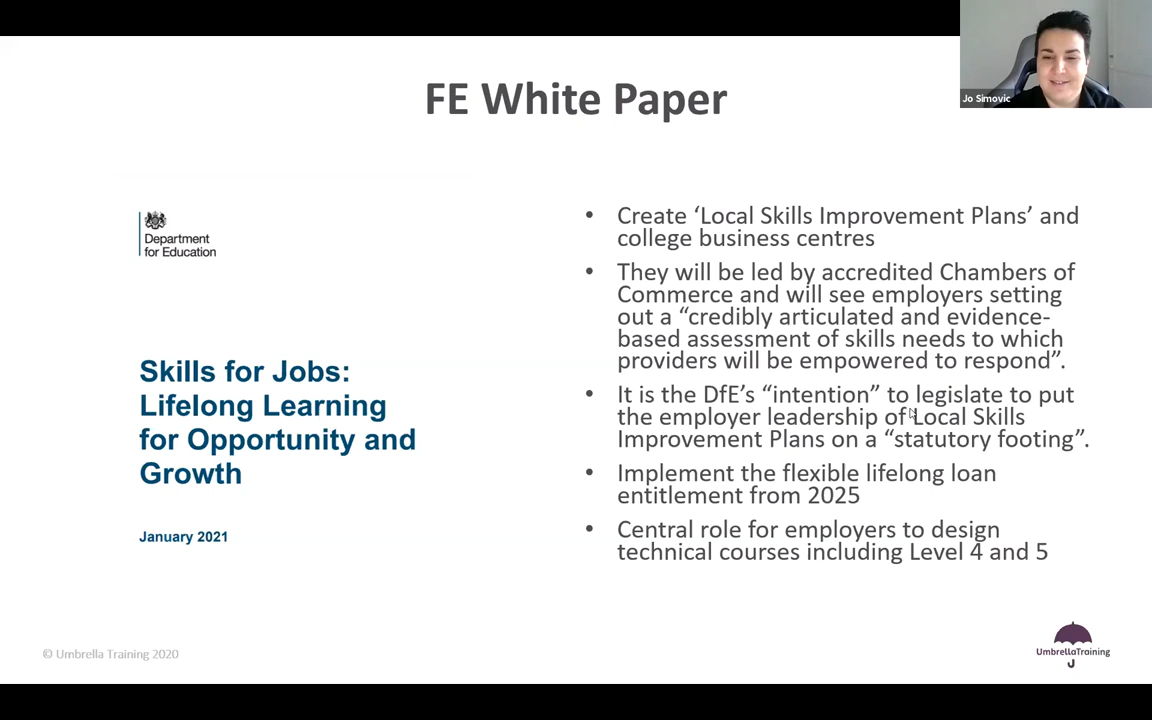 Jo Simovic
FE White Paper
Department
for Education
Skills for Jobs:
Lifelong Learning
for Opportunity and
Growth
January 2021
• Create ‘Local Skills Improvement Plans’ and
college business centres
• They will be led by accredited Chambers of
Commerce and will see employers setting
out a “credibly articulated and evidence-
based assessment of skills needs to which
providers will be empowered to respond”.
• It is the DfE’s “intention” to legislate to put
the employer leadership of Local Skills
Improvement Plans on a “statutory footing”.
• Implement the flexible lifelong loan
entitlement from 2025
• Central role for employers to design
technical courses including Level 4 and 5
© Umbrella Training 2020
UmbrellaTraining